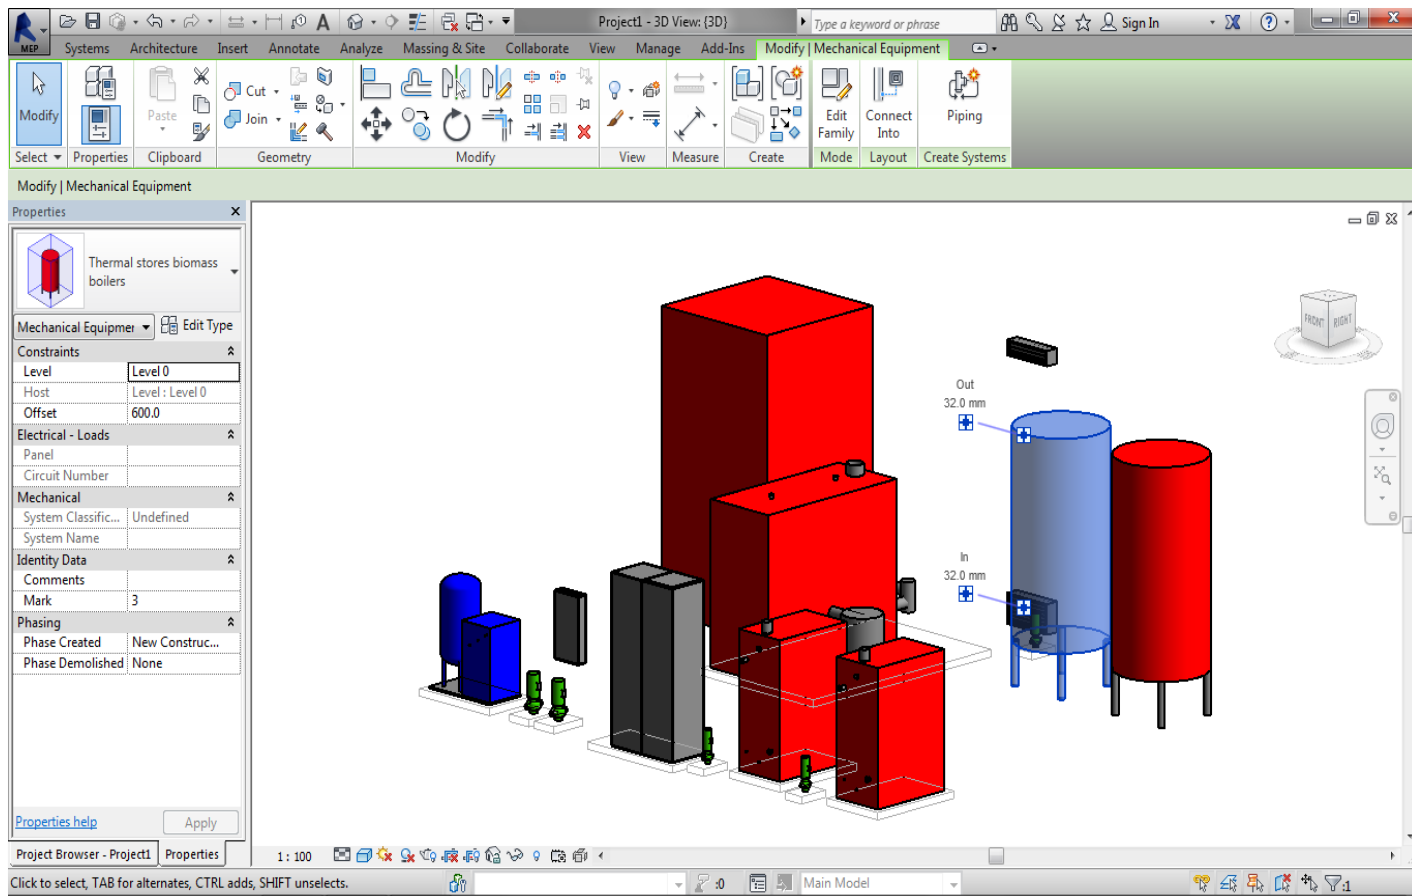 Project1 - 3D View: {3D}
Type a keyword or phrase
Sign In
MEP
Systems Architecture Insert Annotate Analyze Massing & Site Collaborate View Manage Add-Ins Modify | Mechanical Equipment
Modify
Paste
Cut
Join
Edit Family
Connect Into
Piping
Select Properties Clipboard Geometry Modify View Measure Create Mode Layout Create Systems
Modify | Mechanical Equipment
Properties
Thermal stores biomass
boilers
Mechanical Equipmer Edit Type
Constraints
Level Level 0
Host Level : Level 0
Offset 600.0
Electrical - Loads
Panel
Circuit Number
Mechanical
System Classific... Undefined
System Name
Identity Data
Comments
Mark 3
Phasing
Phase Created New Construc...
Phase Demolished None
Properties help Apply
Project Browser - Project1 Properties
FRONT RIGHT
Out
32.0 mm
In
32.0 mm
1 : 100
Click to select, TAB for alternates, CTRL adds, SHIFT unselects.
:0
Main Model
:1